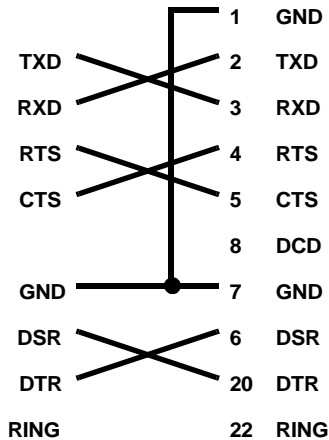 1 GND
TXD 2 TXD
RXD 3 RXD
RTS 4 RTS
CTS 5 CTS
8 DCD
GND 7 GND
DSR 6 DSR
DTR 20 DTR
RING 22 RING